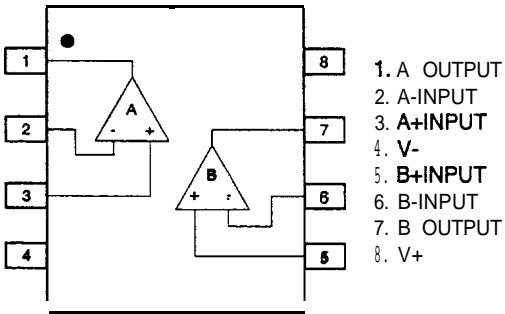 1
2
3
4
A
- +
B
+ -
8
7
6
5
1. A OUTPUT
2. A-INPUT
3. A+INPUT
4. V-
5. B+INPUT
6. B-INPUT
7. B OUTPUT
8. V+